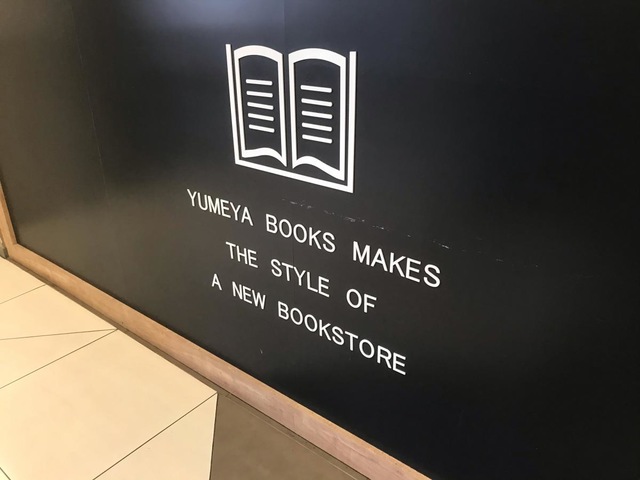 YUMEYA BOOKS MAKES
THE STYLE OF
A NEW BOOKSTORE